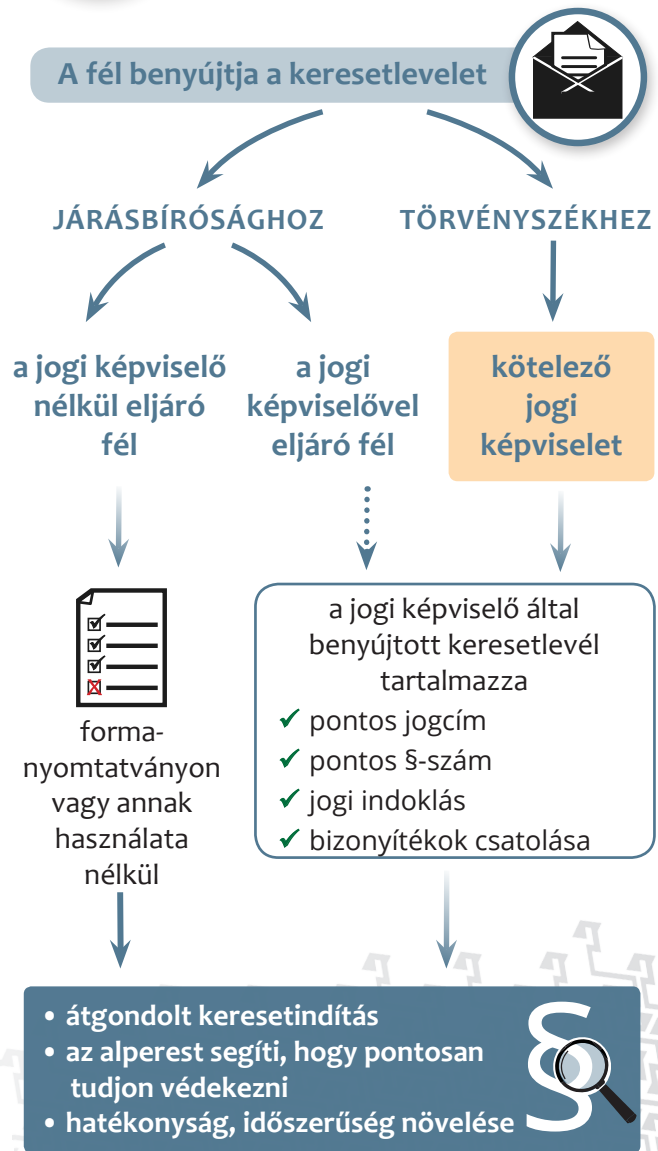 A fél benyújtja a keresetlevelet
JÁRÁSBÍRÓSÁGHOZ
TÖRVÉNYSZÉKHEZ
a jogi képviselő
nélkül eljáró
fél
a jogi
képviselővel
eljáró fél
kötelező
jogi
képviselet
forma-
nyomtatványon
vagy annak
használata
nélkül
a jogi képviselő által
benyújtott keresetlevél
tartalmazza
✓ pontos jogcím
✓ pontos §-szám
✓ jogi indoklás
✓ bizonyítékok csatolása
• átgondolt keresetindítás
• az alperest segíti, hogy pontosan
tudjon védekezni
• hatékonyság, időszerűség növelése
§